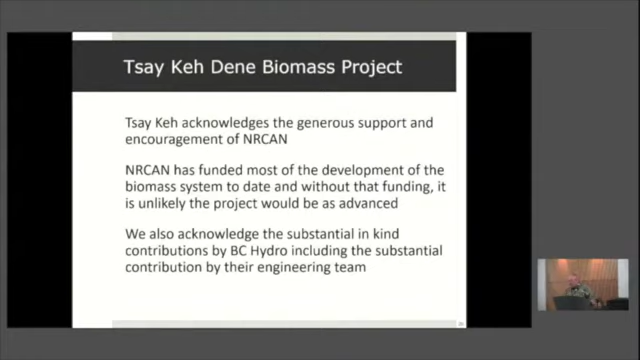 Tsay Keh Dene Biomass Project
Tsay Keh acknowledges the generous support and
encouragement of NRCAN
NRCAN has funded most of the development of the
biomass system to date and without that funding, it
is unlikely the project would be as advanced
We also acknowledge the substantial in kind
contributions by BC Hydro including the substantial
contribution by their engineering team